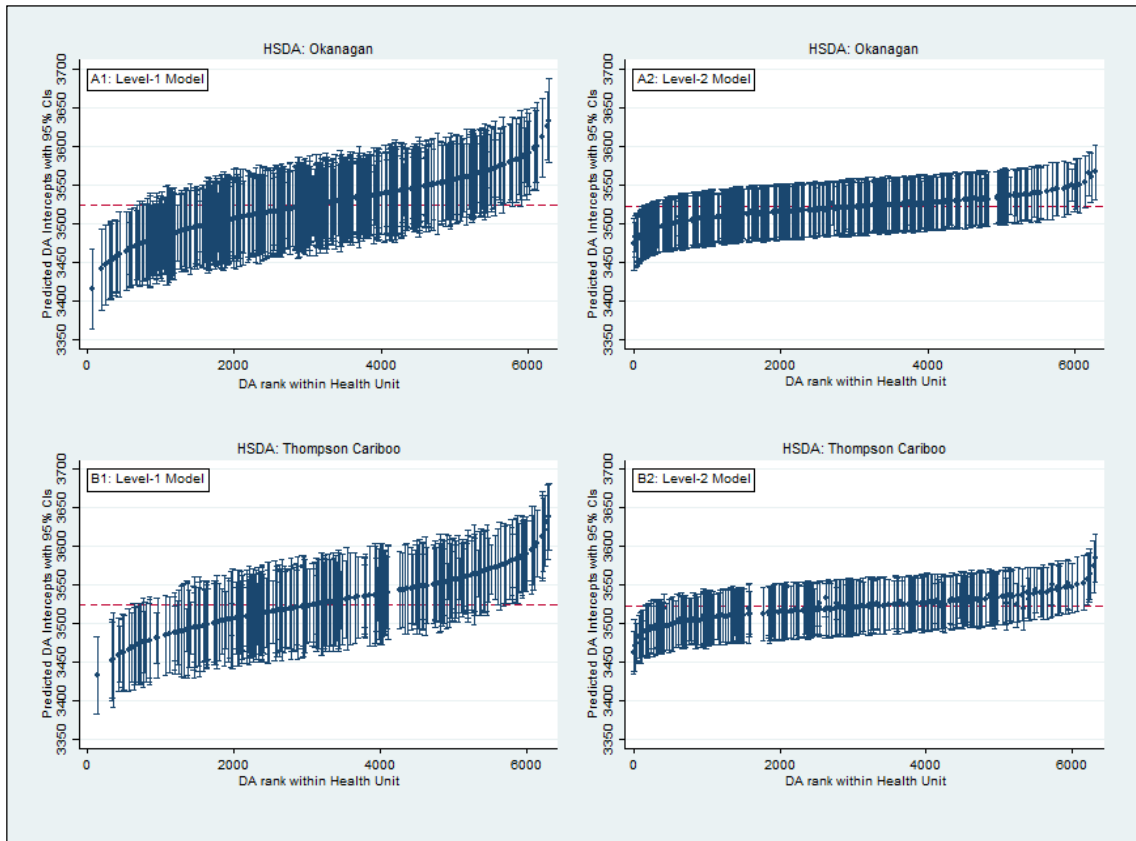 HSDA: Okanagan
A1: Level-1 Model
Predicted DA Intercepts with 95% CIs
3700
3650
3600
3550
3500
3450
3400
3350
0 2000 4000 6000
DA rank within Health Unit
HSDA: Okanagan
A2: Level-2 Model
Predicted DA Intercepts with 95% CIs
3700
3650
3600
3550
3500
3450
3400
3350
0 2000 4000 6000
DA rank within Health Unit
HSDA: Thompson Cariboo
B1: Level-1 Model
Predicted DA Intercepts with 95% CIs
3700
3650
3600
3550
3500
3450
3400
3350
0 2000 4000 6000
DA rank within Health Unit
HSDA: Thompson Cariboo
B2: Level-2 Model
Predicted DA Intercepts with 95% CIs
3700
3650
3600
3550
3500
3450
3400
3350
0 2000 4000 6000
DA rank within Health Unit